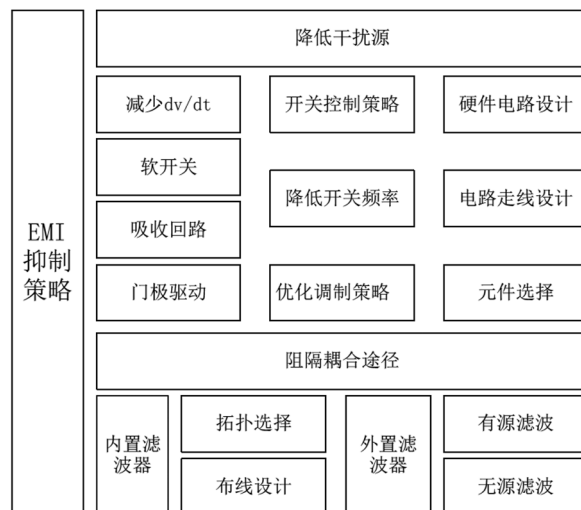 降低干扰源
减少dv/dt
开关控制策略
硬件电路设计
软开关
降低开关频率
电路走线设计
吸收回路
EMI
抑制
策略
门极驱动
优化调制策略
元件选择
阻隔耦合途径
内置滤
波器
拓扑选择
布线设计
外置滤
波器
有源滤波
无源滤波